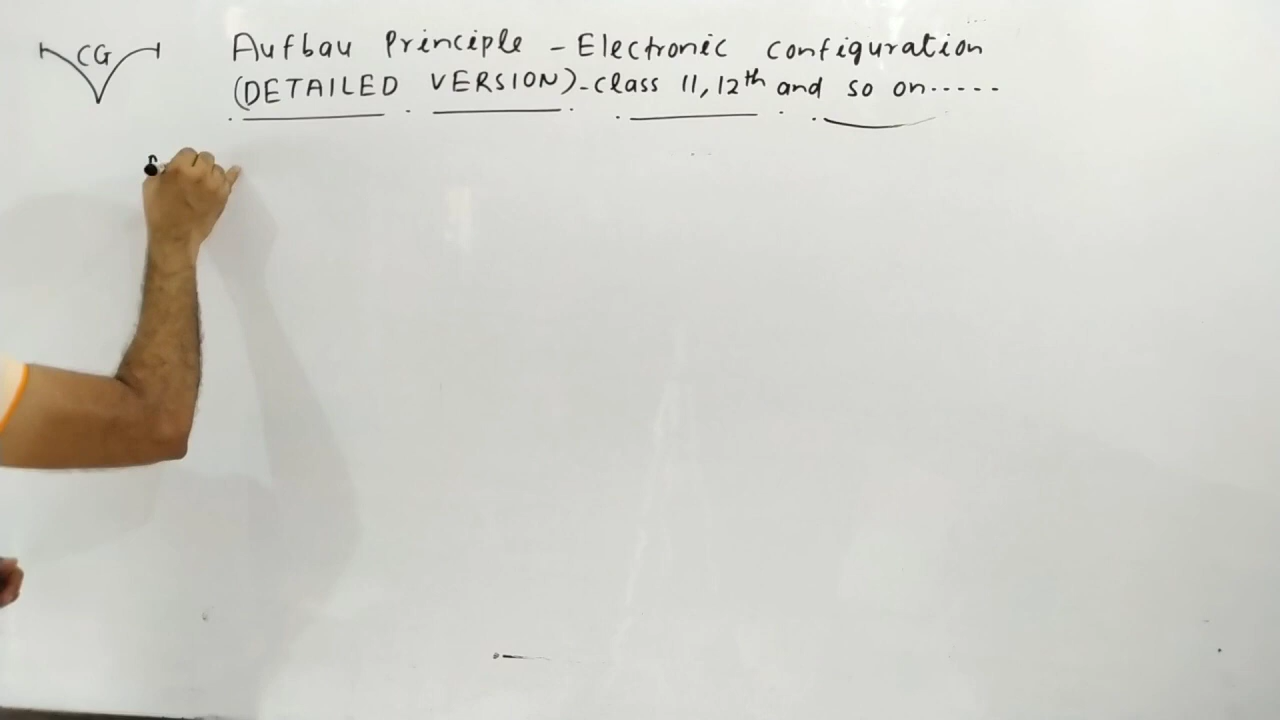 CG
Aufbau Principle - Electronic configuration
(DETAILED VERSION)-class 11, 12th and so on.....